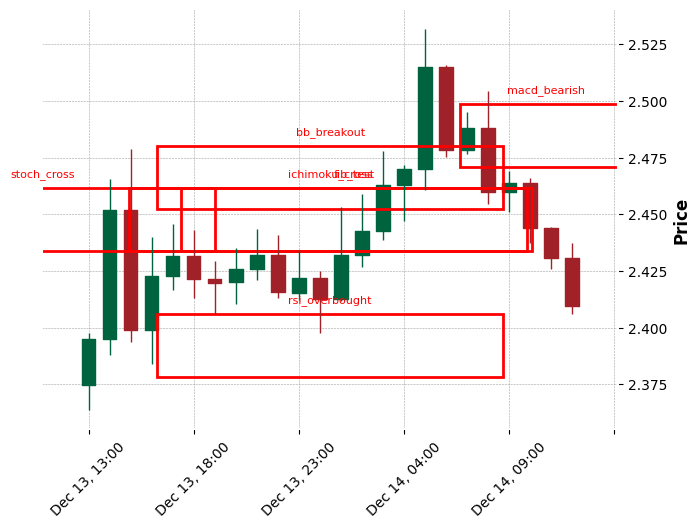 2.525
macd_bearish
2.500
bb_breakout
2.475
stoch_cross
2.450
Price
2.425
rsi_overbought
2.400
2.375
Dec 13, 13:00
Dec 13, 18:00
Dec 13, 23:00
Dec 14, 04:00
Dec 14, 09:00